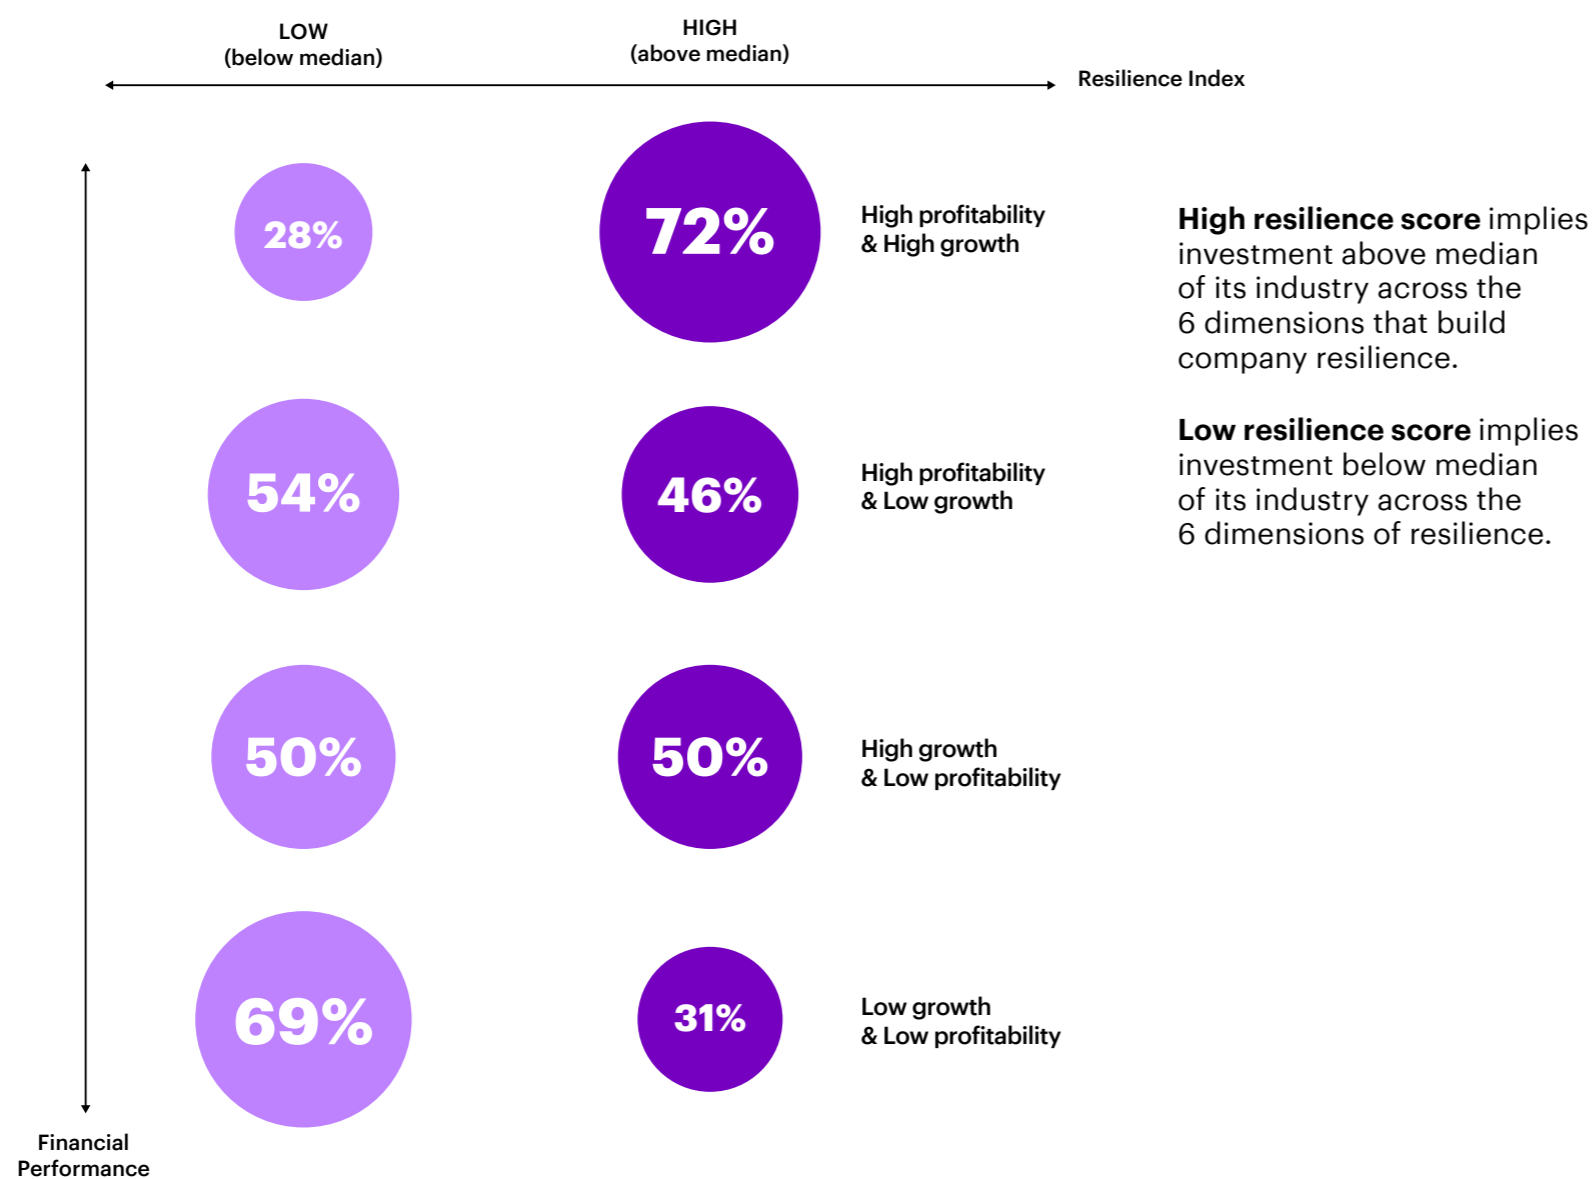 LOW
(below median)
HIGH
(above median)
Resilience Index
28%
72%
High profitability
& High growth
High resilience score implies
investment above median
of its industry across the
6 dimensions that build
company resilience.
Low resilience score implies
investment below median
of its industry across the
6 dimensions of resilience.
54%
46%
High profitability
& Low growth
50%
50%
High growth
& Low profitability
69%
31%
Low growth
& Low profitability
Financial
Performance